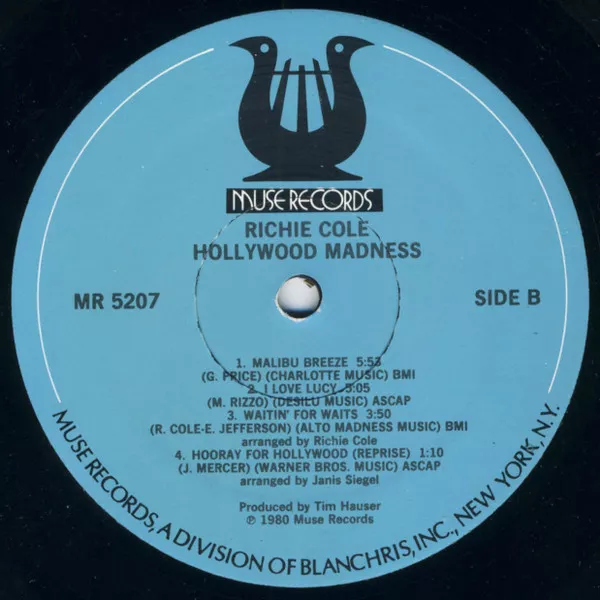 MUSE RECORDS
RICHIE COLE
HOLLYWOOD MADNESS
MR 5207
SIDE B
1. MALIBU BREEZE 5:53
(G. PRICE) (CHARLOTTE MUSIC) BMI
2. I LOVE LUCY 5:05
(M. RIZZO) (DESILU MUSIC) ASCAP
3. WAITIN' FOR WAITS 3:50
(R. COLE-E. JEFFERSON) (ALTO MADNESS MUSIC) BMI
arranged by Richie Cole
4. HOORAY FOR HOLLYWOOD (REPRISE) 1:10
(J. MERCER) (WARNER BROS. MUSIC) ASCAP
arranged by Janis Siegel
Produced by Tim Hauser
℗ 1980 Muse Records
MUSE RECORDS, A DIVISION OF BLANCHRIS, INC., NEW YORK, N.Y.